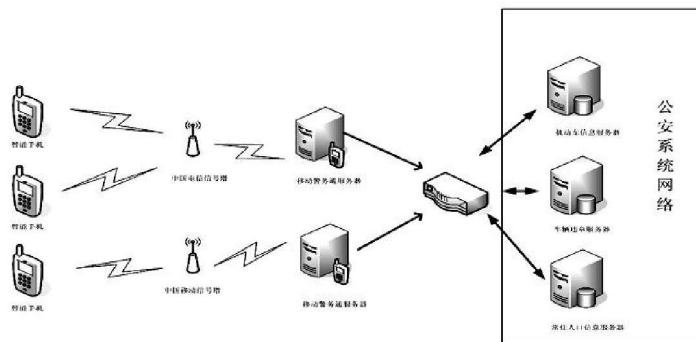 智能手机
中国电信信号塔
移动警务通服务器
机动车信息服务器
公安系统网络
智能手机
车辆违章服务器
智能手机
中国移动信号塔
移动警务通服务器
常住人口信息服务器